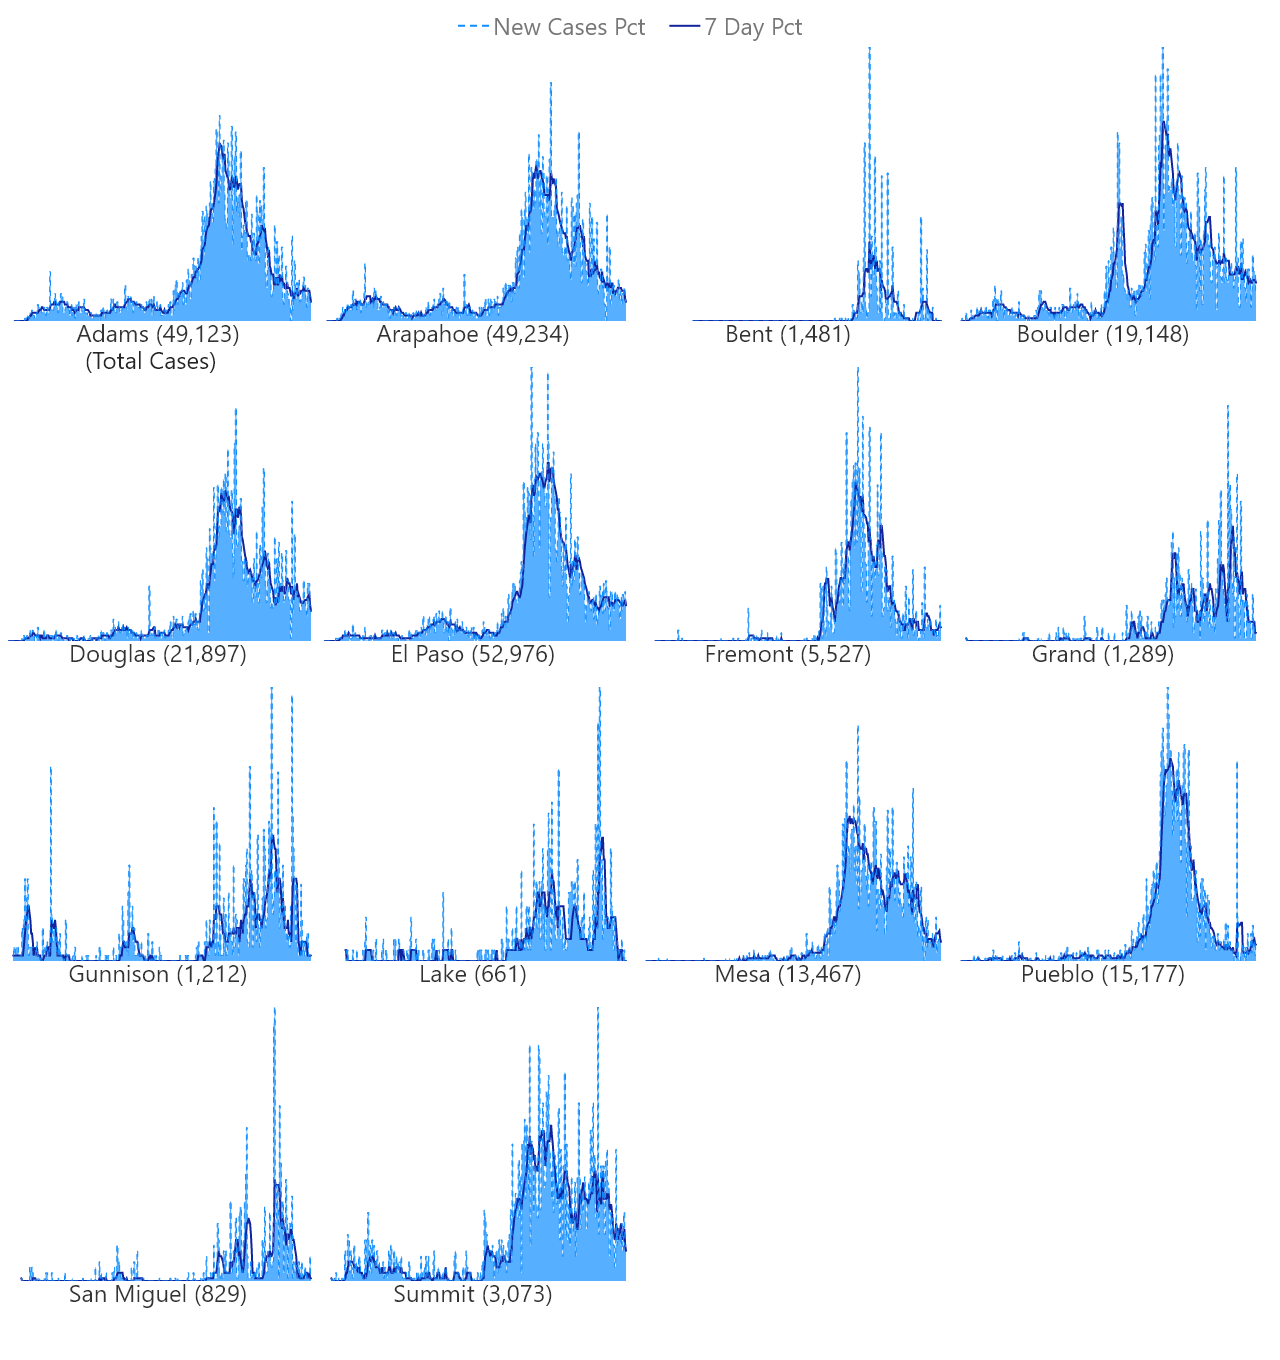 New Cases Pct 7 Day Pct
Adams (49,123)
(Total Cases)
Arapahoe (49,234)
Bent (1,481)
Boulder (19,148)
Douglas (21,897)
El Paso (52,976)
Fremont (5,527)
Grand (1,289)
Gunnison (1,212)
Lake (661)
Mesa (13,467)
Pueblo (15,177)
San Miguel (829)
Summit (3,073)